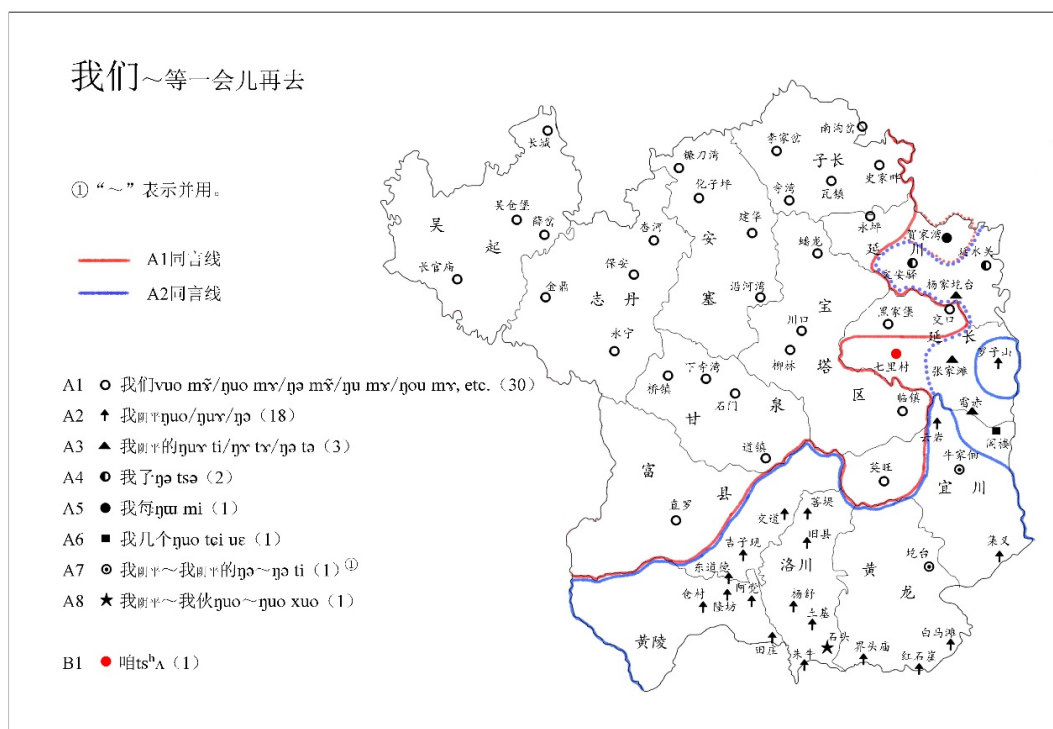 我们～等一会儿再去
①“～”表示并用。
A1同言线
A2同言线
A1 我们vuo mɤ̃/ŋuo mɤ/ŋə mɤ̃/ŋu mɤ/ŋou mɤ, etc.（30）
A2 我阴平ŋuo/ŋuɤ/ŋə（18）
A3 我阴平的ŋuɤ ti/ŋɤ tɤ/ŋə tə（3）
A4 我了ŋə tsə（2）
A5 我每ŋɯ mi（1）
A6 我几个ŋuo tɕi uɛ（1）
A7 我阴平～我阴平的ŋə～ŋə ti（1）①
A8 我阴平～我伙ŋuo～ŋuo xuo（1）
B1 咱tsʰʌ（1）
长城
南沟岔
李家岔
子长
史家畔
瓦镇
寺湾
镰刀湾
化子坪
吴仓堡
薛岔
吴起
长官庙
杏河
安塞
建华
蟠龙
永坪
延川
贺家湾
延水关
文安驿
杨家圪台
保安
金鼎
志丹
沿河湾
永宁
宝塔区
川口
柳林
黑家堡
交口
延长
七里村
张家滩
罗子山
雷赤
阁楼
临镇
云岩
牛家佃
宜川
下寺湾
桥镇
石门
甘泉
道镇
富县
直罗
英旺
集义
交道
菩堤
旧县
吉子现
洛川
东道德
仓村
隆坊
阿党
杨舒
土基
黄龙
圪台
黄陵
田庄
朱牛
石头
界头庙
红石崖
白马滩